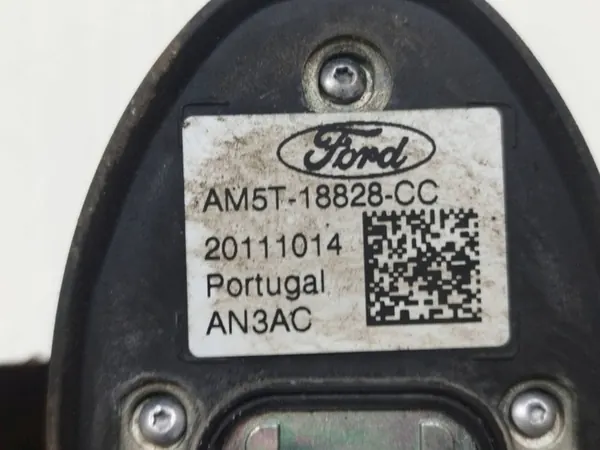 Ford
AM5T-18828-CC
20111014
Portugal
AN3AC